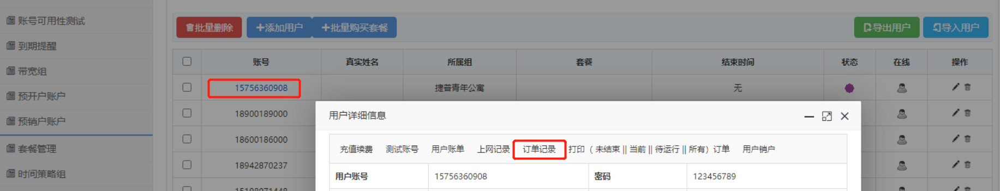 账号可用性测试
到期提醒
带宽组
预开户账户
预销户账户
套餐管理
时间策略组
批量删除 添加用户 批量购买套餐 导出用户 导入用户
账号 真实姓名 所属组 套餐 结束时间 状态 在线 操作
15756360908 捷普青年公寓 无
18900189000
18600186000
18942870237
15198071448
用户详细信息
充值续费 测试账号 用户账单 上网记录 订单记录 打印（ 未结束 || 当前 || 待运行 || 所有）订单 用户销户
用户账号 15756360908 密码 123456789